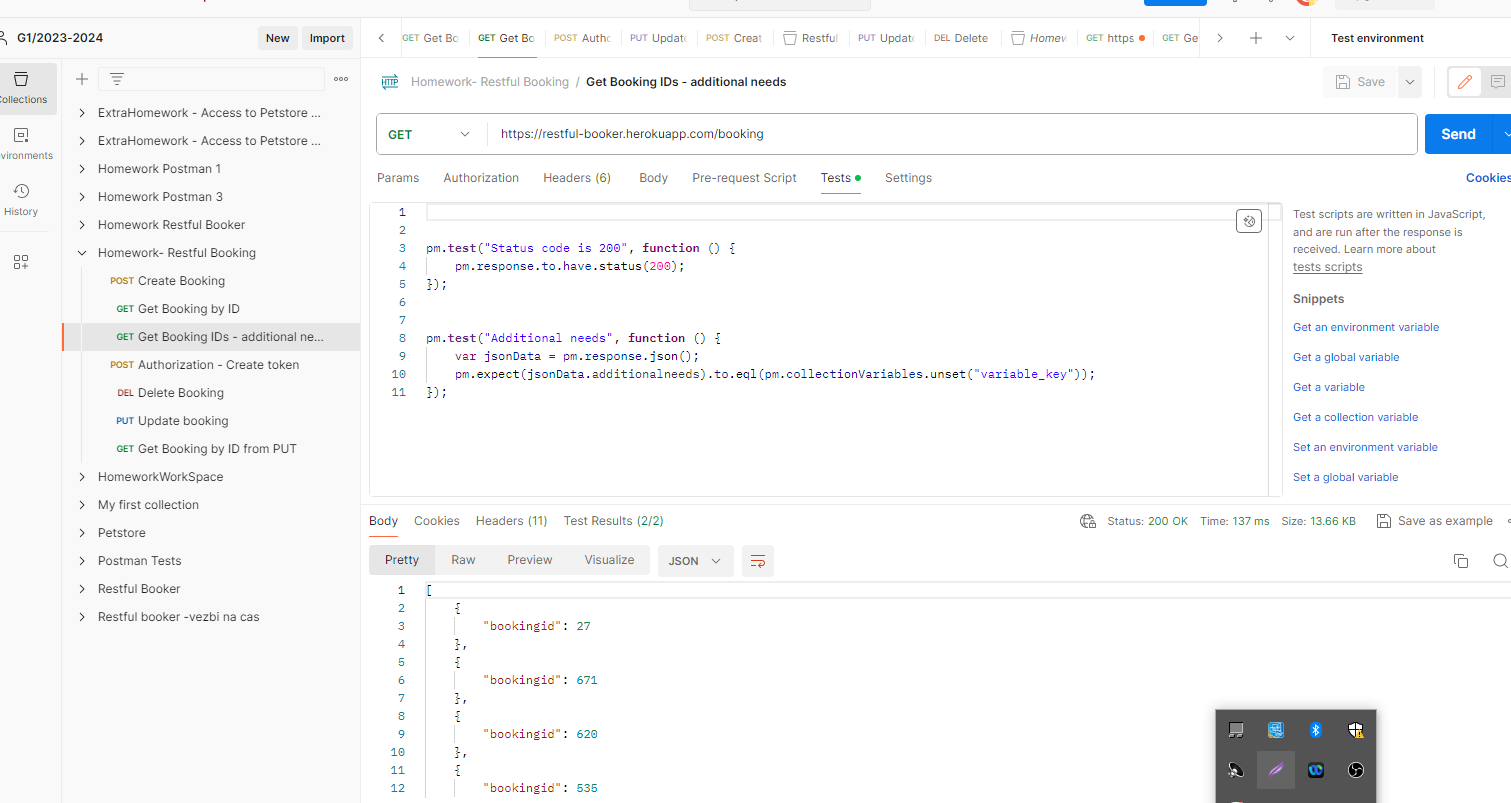 G1/2023-2024
New
Import
GET Get Bo
GET Get Bo
POST Autho
PUT Update
POST Creat
Restful
PUT Update
DEL Delete
Homew
GET https
GET Ge
Test environment
Collections
Environments
History
ExtraHomework - Access to Petstore ...
ExtraHomework - Access to Petstore ...
Homework Postman 1
Homework Postman 3
Homework Restful Booker
Homework- Restful Booking
POST Create Booking
GET Get Booking by ID
GET Get Booking IDs - additional ne...
POST Authorization - Create token
DEL Delete Booking
PUT Update booking
GET Get Booking by ID from PUT
HomeworkWorkSpace
My first collection
Petstore
Postman Tests
Restful Booker
Restful booker -vezbi na cas
HTTP Homework- Restful Booking / Get Booking IDs - additional needs
Save
GET https://restful-booker.herokuapp.com/booking
Send
Params Authorization Headers (6) Body Pre-request Script Tests Settings
Cookies
1
2
3 pm.test("Status code is 200", function () {
4 pm.response.to.have.status(200);
5 });
6
7
8 pm.test("Additional needs", function () {
9 var jsonData = pm.response.json();
10 pm.expect(jsonData.additionalneeds).to.eql(pm.collectionVariables.unset("variable_key"));
11 });
Test scripts are written in JavaScript,
and are run after the response is
received. Learn more about
tests scripts
Snippets
Get an environment variable
Get a global variable
Get a variable
Get a collection variable
Set an environment variable
Set a global variable
Body Cookies Headers (11) Test Results (2/2)
Status: 200 OK Time: 137 ms Size: 13.66 KB
Save as example
Pretty Raw Preview Visualize JSON
1 [
2 {
3 "bookingid": 27
4 },
5 {
6 "bookingid": 671
7 },
8 {
9 "bookingid": 620
10 },
11 {
12 "bookingid": 535